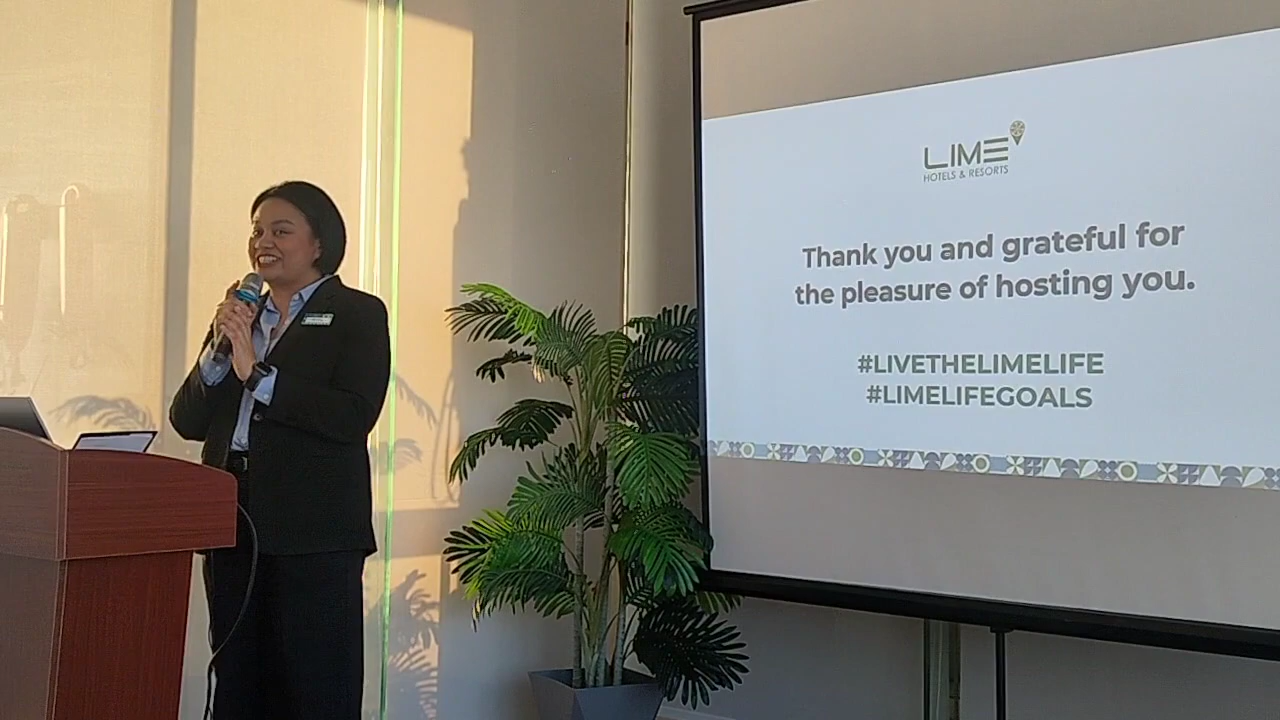 LIME
HOTELS & RESORTS
Thank you and grateful for
the pleasure of hosting you.
#LIVETHELIMELIFE
#LIMELIFEGOALS